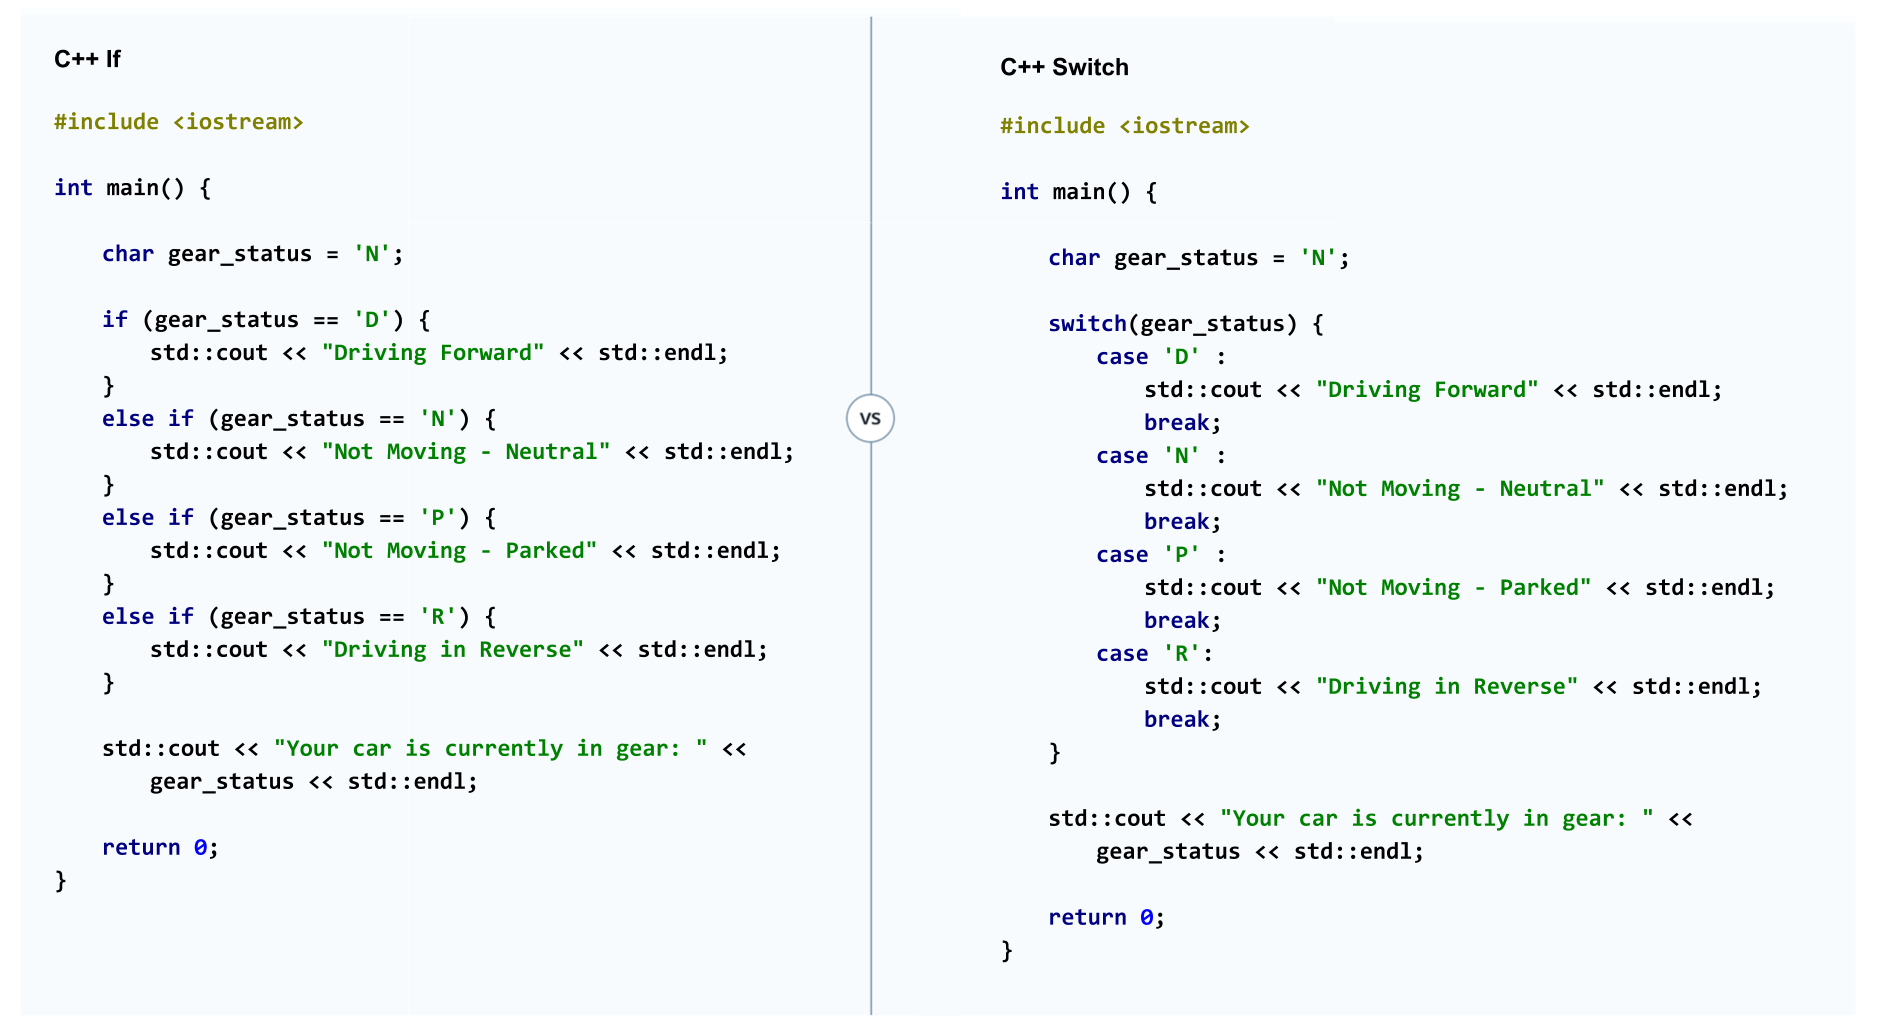 C++ If
#include <iostream>
int main() {
char gear_status = 'N';
if (gear_status == 'D') {
std::cout << "Driving Forward" << std::endl;
}
else if (gear_status == 'N') {
std::cout << "Not Moving - Neutral" << std::endl;
}
else if (gear_status == 'P') {
std::cout << "Not Moving - Parked" << std::endl;
}
else if (gear_status == 'R') {
std::cout << "Driving in Reverse" << std::endl;
}
std::cout << "Your car is currently in gear: " <<
gear_status << std::endl;
return 0;
}
VS
C++ Switch
#include <iostream>
int main() {
char gear_status = 'N';
switch(gear_status) {
case 'D' :
std::cout << "Driving Forward" << std::endl;
break;
case 'N' :
std::cout << "Not Moving - Neutral" << std::endl;
break;
case 'P' :
std::cout << "Not Moving - Parked" << std::endl;
break;
case 'R':
std::cout << "Driving in Reverse" << std::endl;
break;
}
std::cout << "Your car is currently in gear: " <<
gear_status << std::endl;
return 0;
}